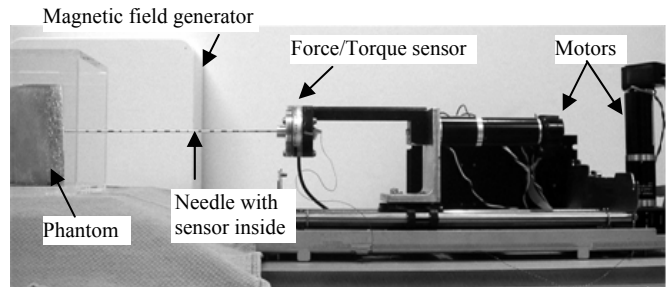 Magnetic field generator
Force/Torque sensor
Motors
Needle with
sensor inside
Phantom